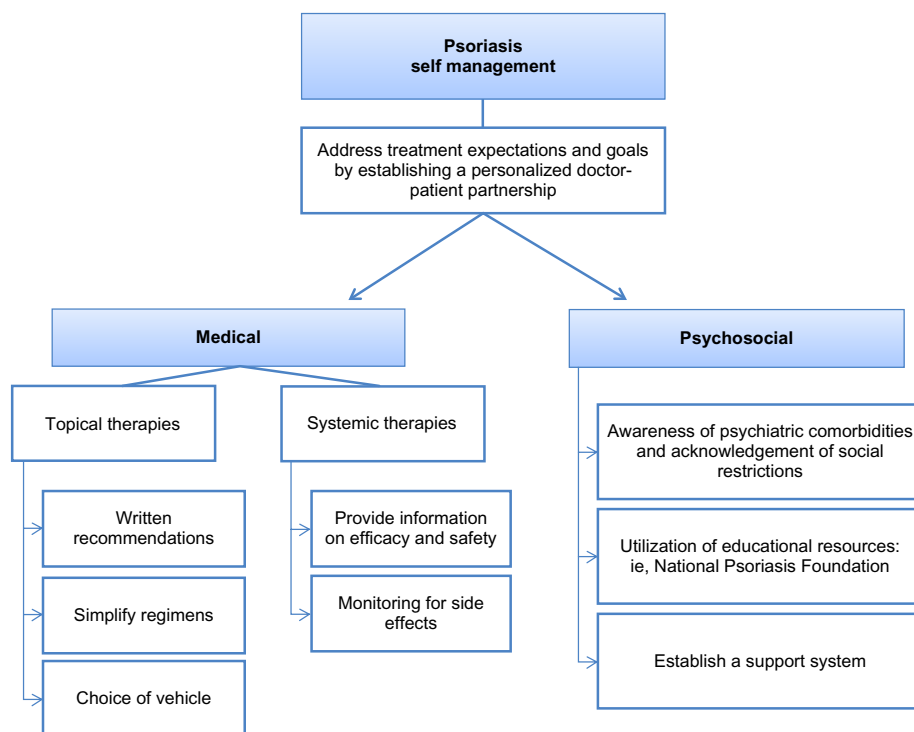 Psoriasis
self management
Address treatment expectations and goals
by establishing a personalized doctor-
patient partnership
Medical
Topical therapies
Written
recommendations
Simplify regimens
Choice of vehicle
Systemic therapies
Provide information
on efficacy and safety
Monitoring for side
effects
Psychosocial
Awareness of psychiatric comorbidities
and acknowledgement of social
restrictions
Utilization of educational resources:
ie, National Psoriasis Foundation
Establish a support system